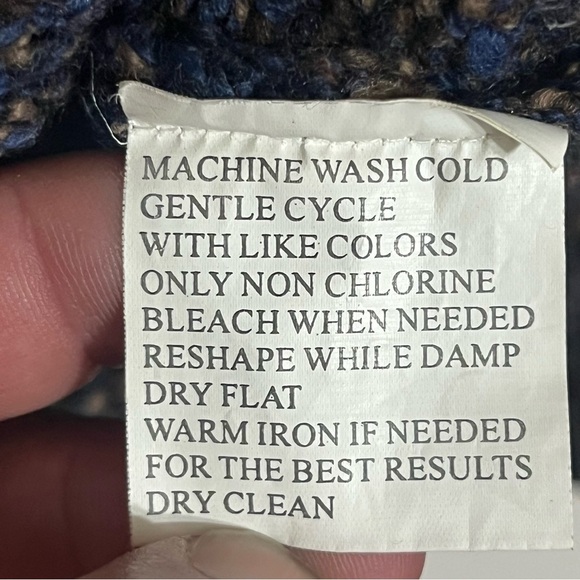 MACHINE WASH COLD
GENTLE CYCLE
WITH LIKE COLORS
ONLY NON CHLORINE
BLEACH WHEN NEEDED
RESHAPE WHILE DAMP
DRY FLAT
WARM IRON IF NEEDED
FOR THE BEST RESULTS
DRY CLEAN